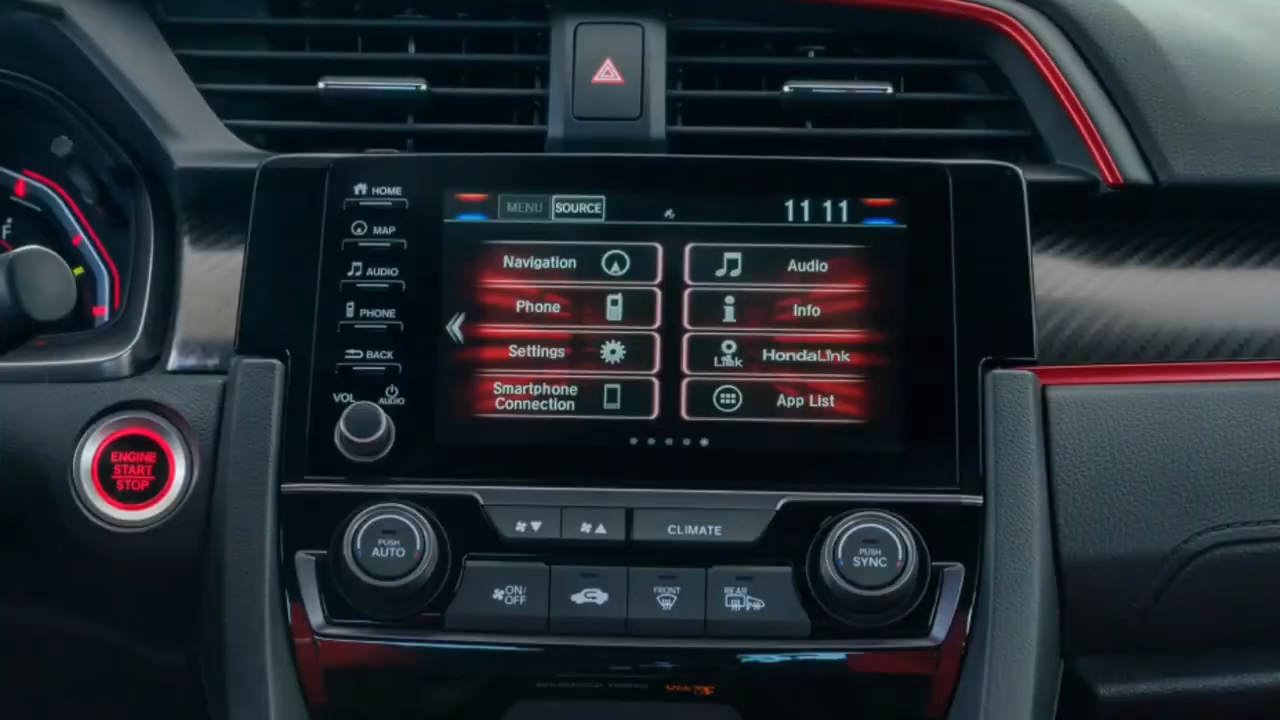 HOME
MAP
AUDIO
PHONE
BACK
VOL
AUDIO
MENU
SOURCE
11 11
Navigation
Audio
Phone
Info
Settings
Link
HondaLink
Smartphone
Connection
App List
F
ENGINE
START
STOP
PUSH
AUTO
CLIMATE
PUSH
SYNC
ON/
OFF
FRONT
REAR